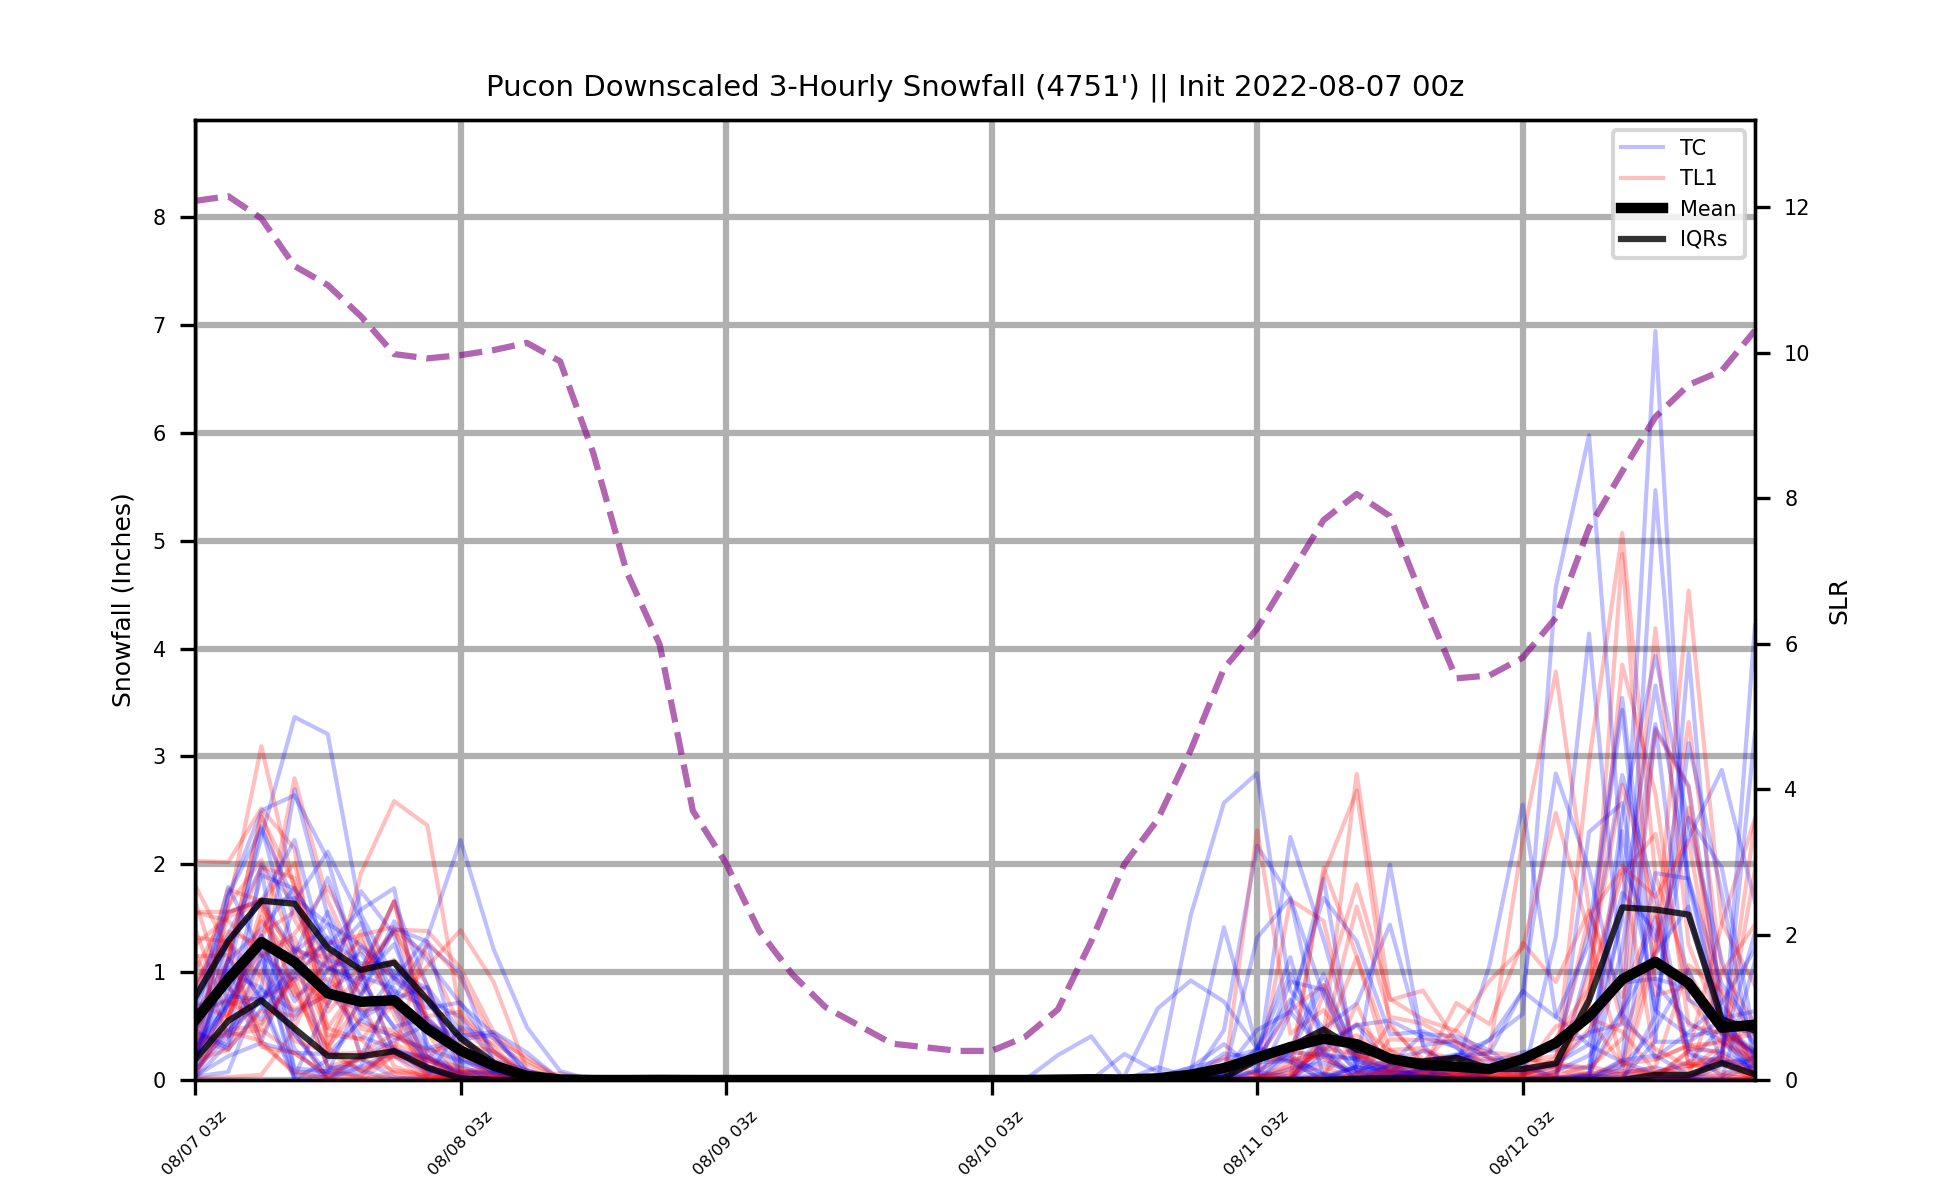 Pucon Downscaled 3-Hourly Snowfall (4751') || Init 2022-08-07 00z
TC
TL1
Mean
IQRs
8
7
6
5
4
3
2
1
0
Snowfall (Inches)
12
10
8
6
4
2
0
SLR
08/07 03z
08/08 03z
08/09 03z
08/10 03z
08/11 03z
08/12 03z